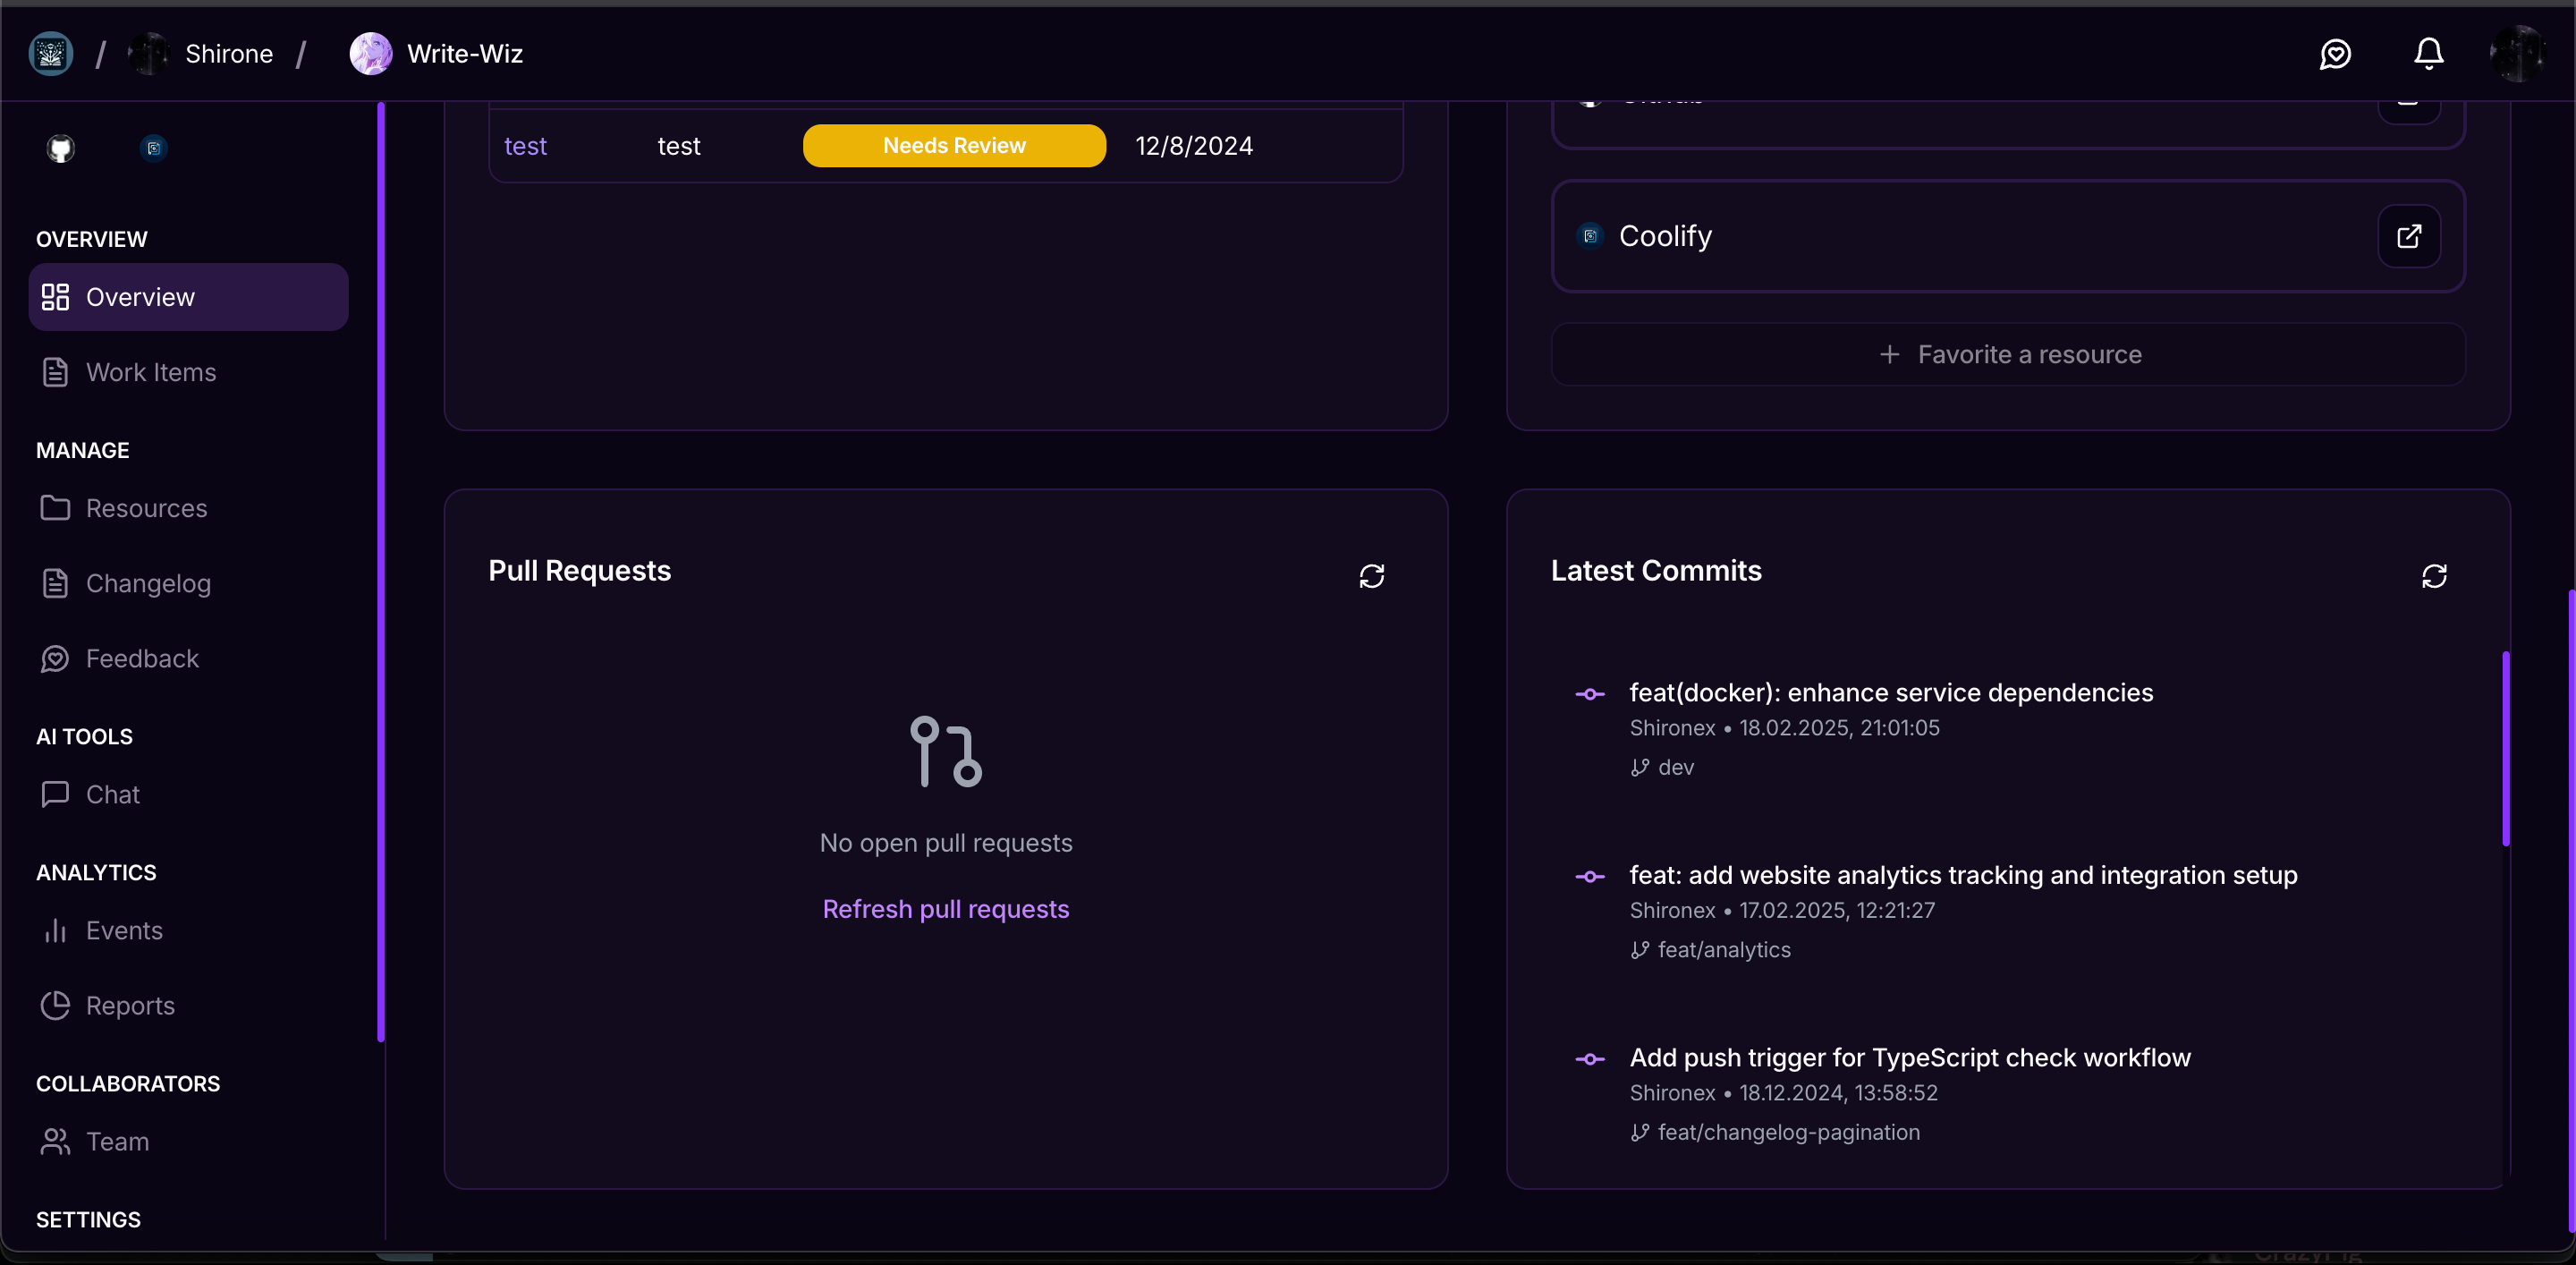 / Shirone / Write-Wiz
OVERVIEW
Overview
Work Items
MANAGE
Resources
Changelog
Feedback
AI TOOLS
Chat
ANALYTICS
Events
Reports
COLLABORATORS
Team
SETTINGS
test test Needs Review 12/8/2024
Coolify
+ Favorite a resource
Pull Requests
No open pull requests
Refresh pull requests
Latest Commits
feat(docker): enhance service dependencies
Shironex • 18.02.2025, 21:01:05
dev
feat: add website analytics tracking and integration setup
Shironex • 17.02.2025, 12:21:27
feat/analytics
Add push trigger for TypeScript check workflow
Shironex • 18.12.2024, 13:58:52
feat/changelog-pagination